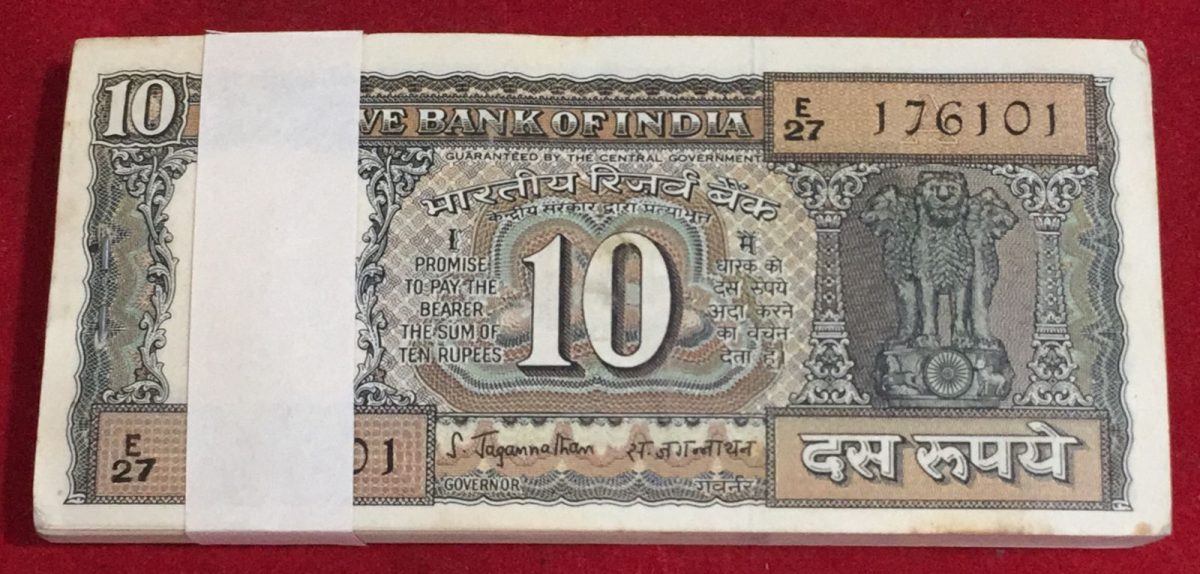 10
VE BANK OF INDIA
E
27 176101
GUARANTEED BY THE CENTRAL GOVERNMENT
भारतीय रिजर्व बैंक
केन्द्रीय सरकार द्वारा प्रत्याभूत
I
PROMISE
TO PAY THE
BEARER
THE SUM OF
TEN RUPEES
10
मैं
धारक को
दस रुपये
अदा करने
का वचन
देता हूँ।
E
27 01
S. Jagannathan स. जगन्नाथन
GOVERNOR गवर्नर
दस रूपये